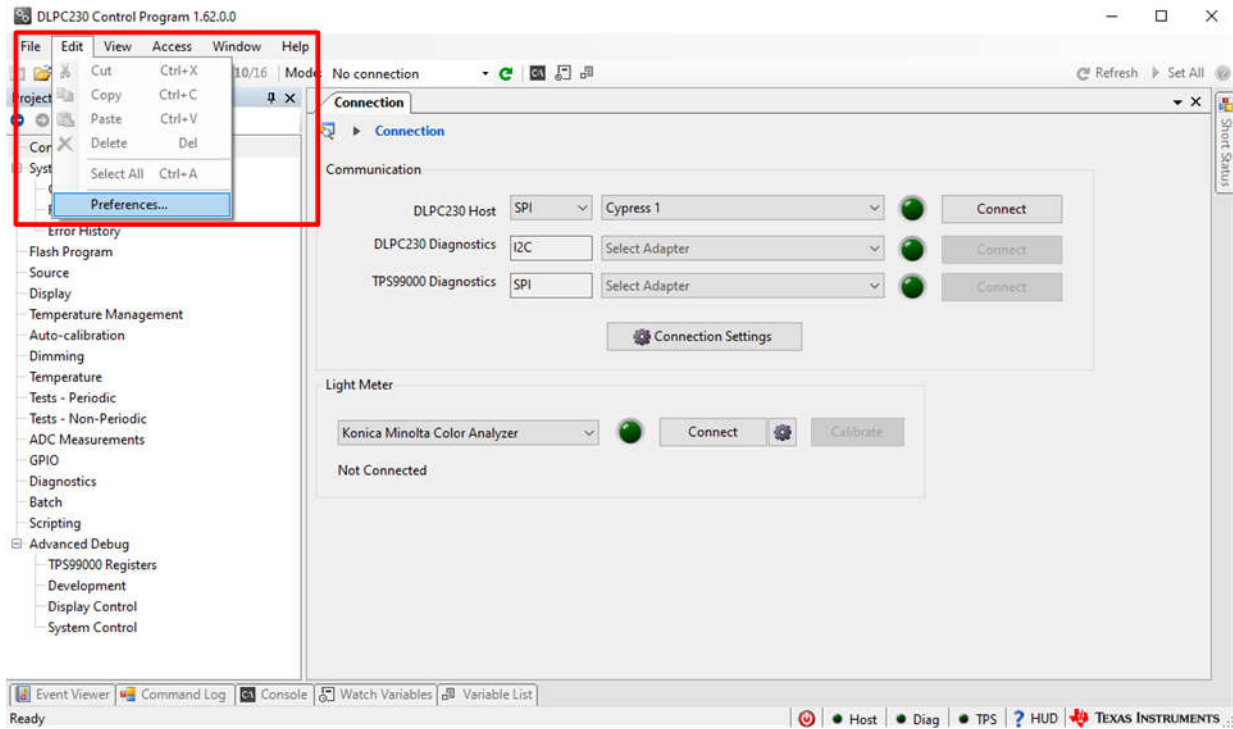 DLPC230 Control Program 1.62.0.0
File Edit View Access Window Help
10/16 Mode: No connection
Refresh Set All
Cut Ctrl+X
Copy Ctrl+C
Paste Ctrl+V
Delete Del
Select All Ctrl+A
Preferences...
Project
Con
Syst
Error History
Flash Program
Source
Display
Temperature Management
Auto-calibration
Dimming
Temperature
Tests - Periodic
Tests - Non-Periodic
ADC Measurements
GPIO
Diagnostics
Batch
Scripting
Advanced Debug
TPS99000 Registers
Development
Display Control
System Control
Connection
Connection
Communication
DLPC230 Host SPI Cypress 1 Connect
DLPC230 Diagnostics I2C Select Adapter Connect
TPS99000 Diagnostics SPI Select Adapter Connect
Connection Settings
Light Meter
Konica Minolta Color Analyzer Connect Calibrate
Not Connected
Short Status
Event Viewer Command Log Console Watch Variables Variable List
Ready Host Diag TPS ? HUD TEXAS INSTRUMENTS